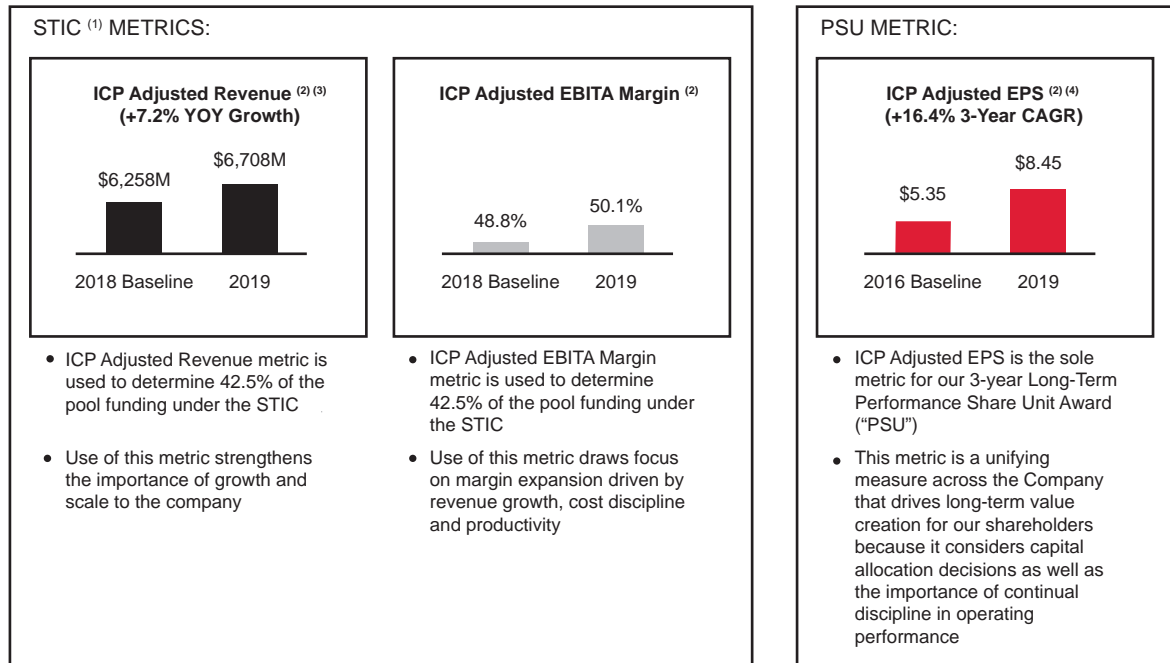 STIC (1) METRICS:
ICP Adjusted Revenue (2) (3)
(+7.2% YOY Growth)
$6,258M
$6,708M
2018 Baseline
2019
• ICP Adjusted Revenue metric is
used to determine 42.5% of the
pool funding under the STIC
• Use of this metric strengthens
the importance of growth and
scale to the company
ICP Adjusted EBITA Margin (2)
48.8%
50.1%
2018 Baseline
2019
• ICP Adjusted EBITA Margin
metric is used to determine
42.5% of the pool funding under
the STIC
• Use of this metric draws focus
on margin expansion driven by
revenue growth, cost discipline
and productivity
PSU METRIC:
ICP Adjusted EPS (2) (4)
(+16.4% 3-Year CAGR)
$5.35
$8.45
2016 Baseline
2019
• ICP Adjusted EPS is the sole
metric for our 3-year Long-Term
Performance Share Unit Award
(“PSU”)
• This metric is a unifying
measure across the Company
that drives long-term value
creation for our shareholders
because it considers capital
allocation decisions as well as
the importance of continual
discipline in operating
performance